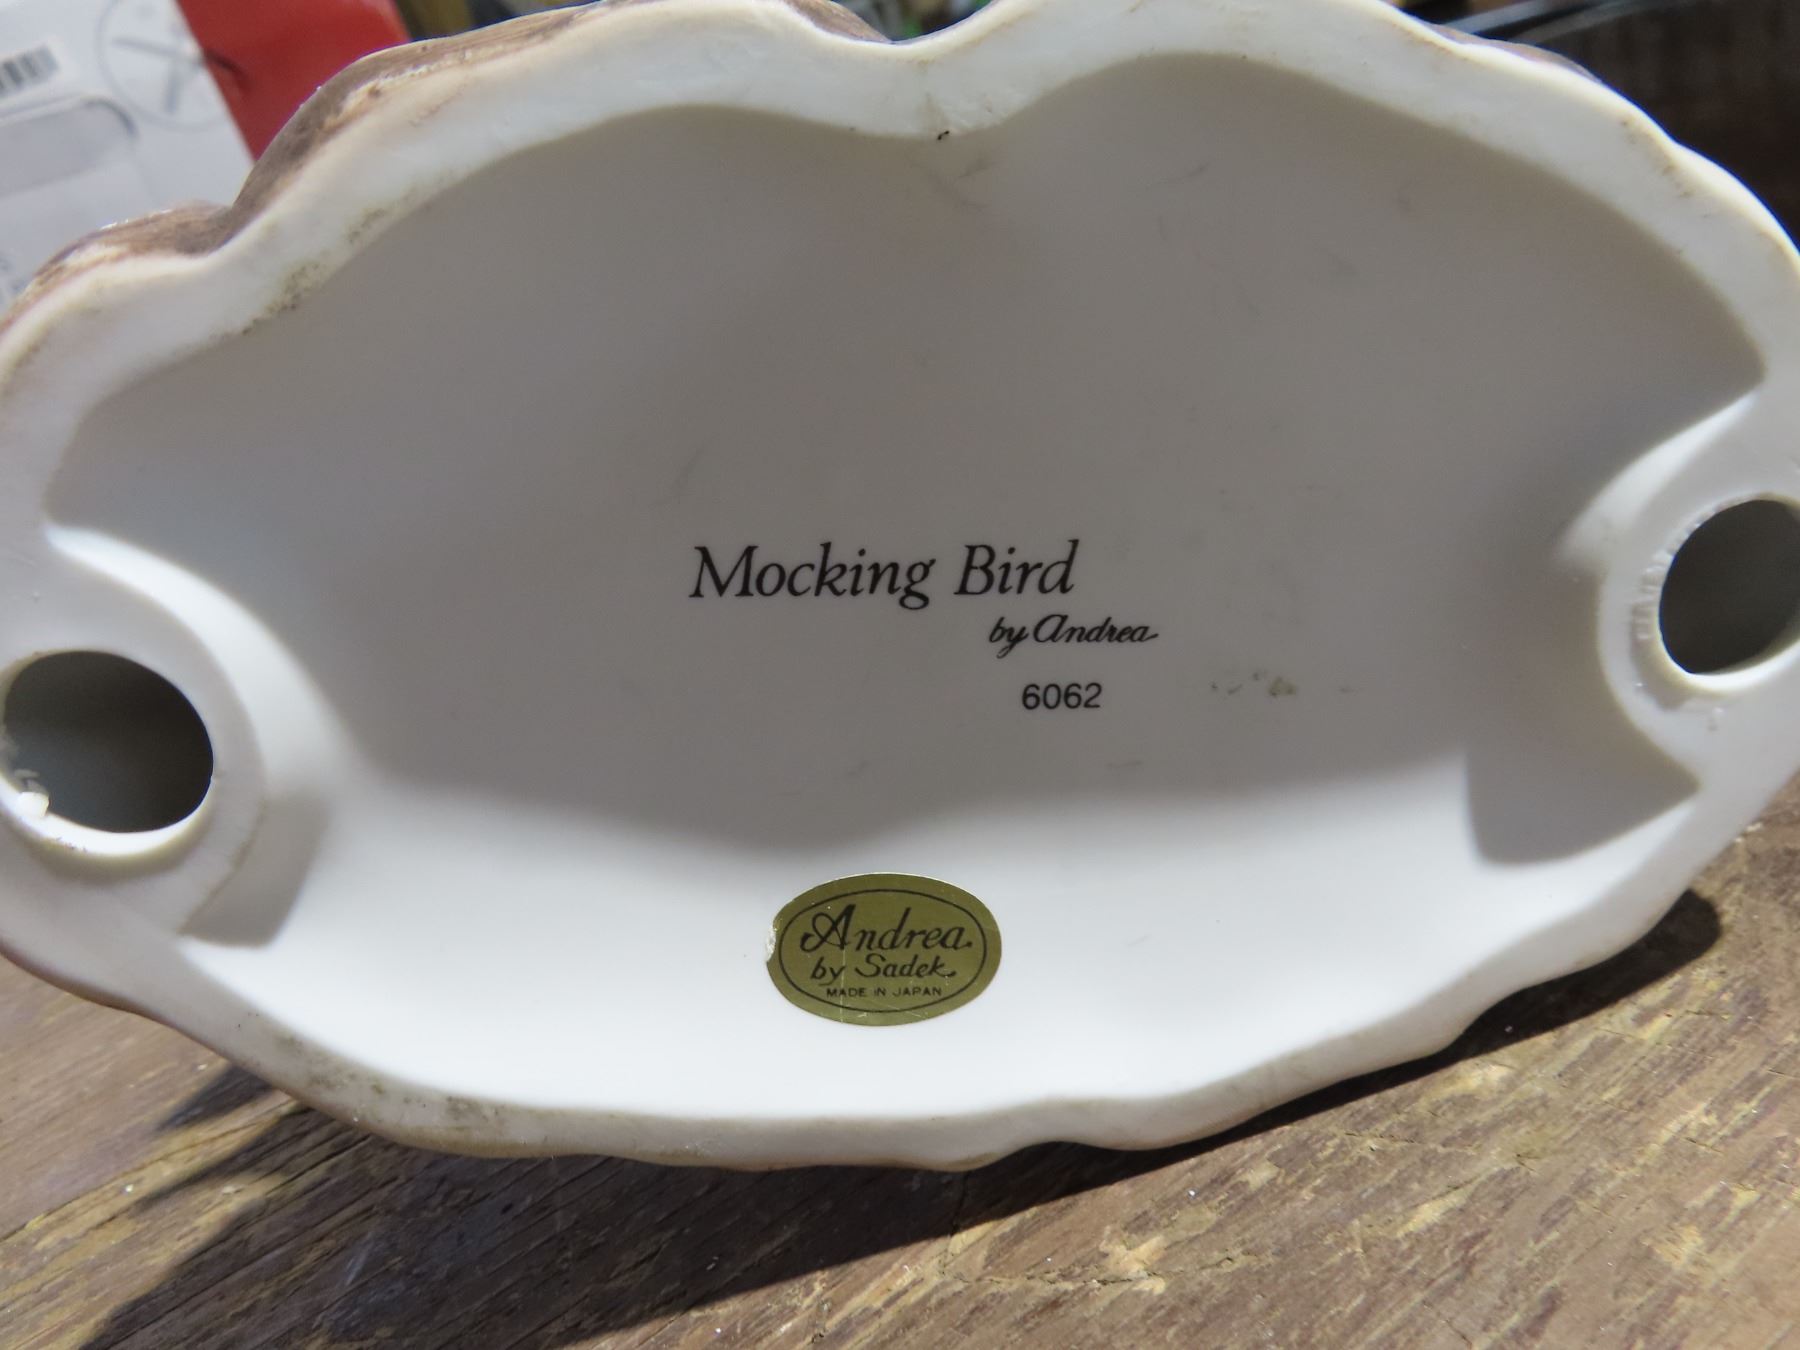 Mocking Bird
by Andrea
6062
Andrea
by Sadek
MADE IN JAPAN